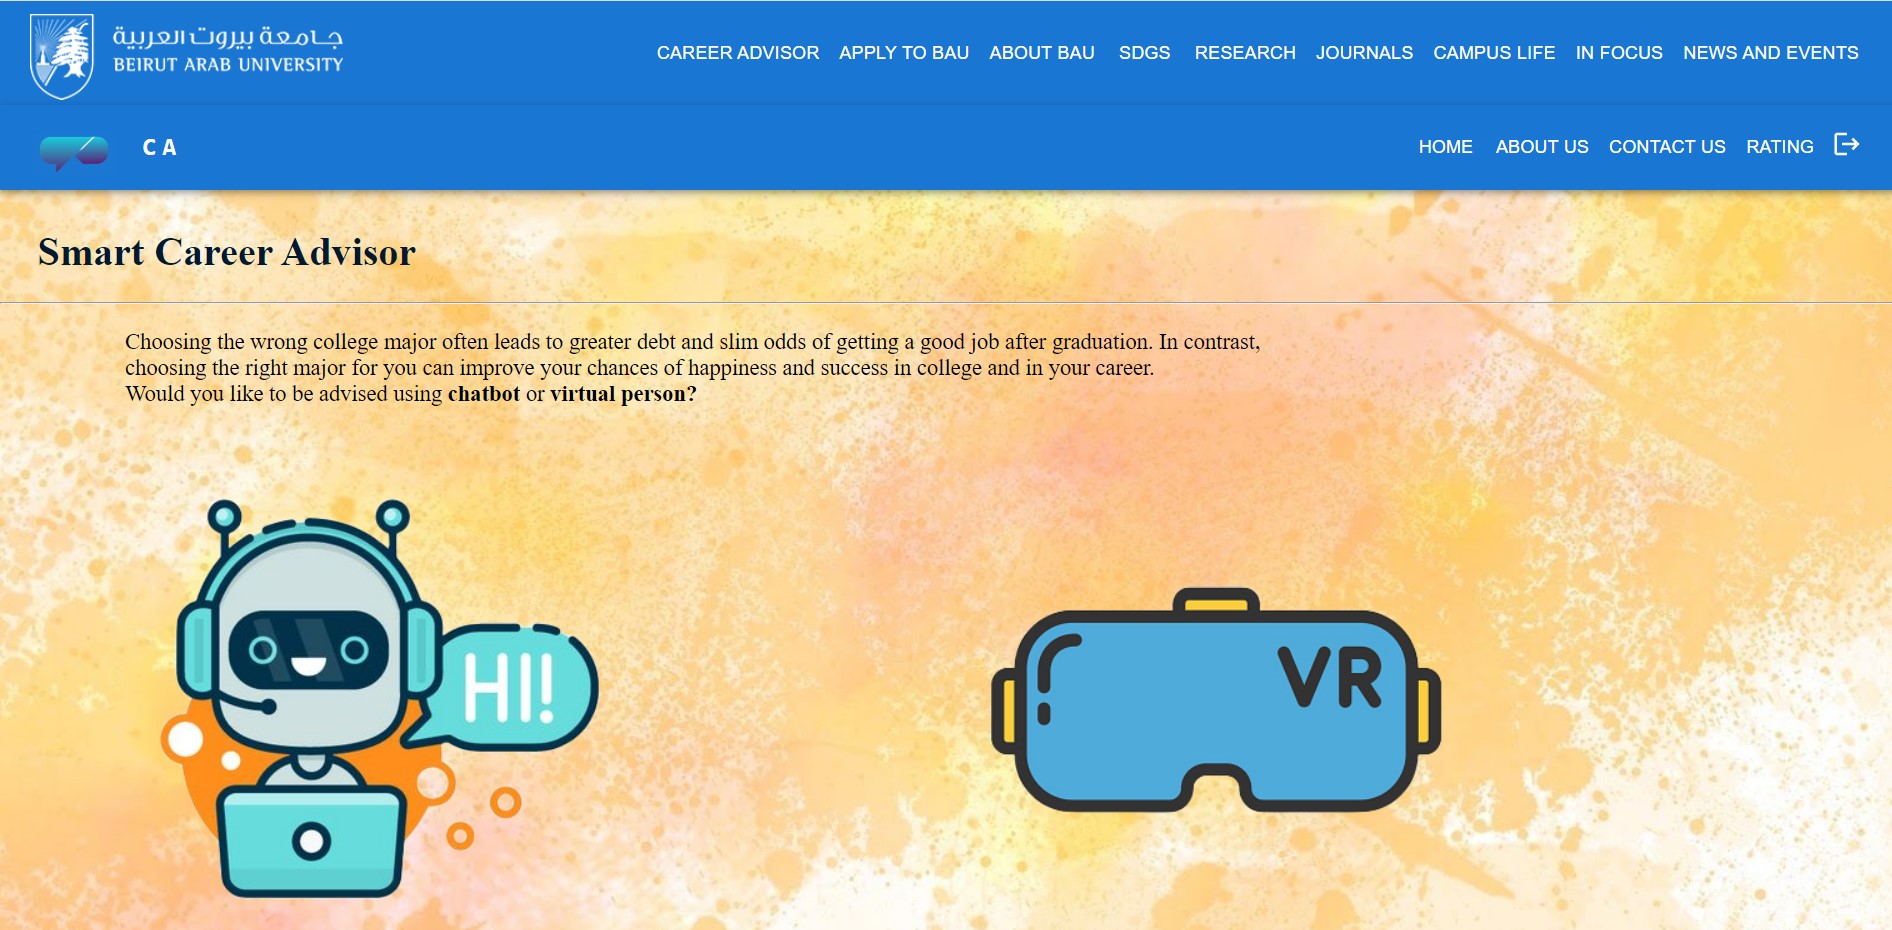 جامعة بيروت العربية
BEIRUT ARAB UNIVERSITY
CAREER ADVISOR APPLY TO BAU ABOUT BAU SDGS RESEARCH JOURNALS CAMPUS LIFE IN FOCUS NEWS AND EVENTS
C A
HOME ABOUT US CONTACT US RATING
Smart Career Advisor
Choosing the wrong college major often leads to greater debt and slim odds of getting a good job after graduation. In contrast,
choosing the right major for you can improve your chances of happiness and success in college and in your career.
Would you like to be advised using chatbot or virtual person?
HI!
VR